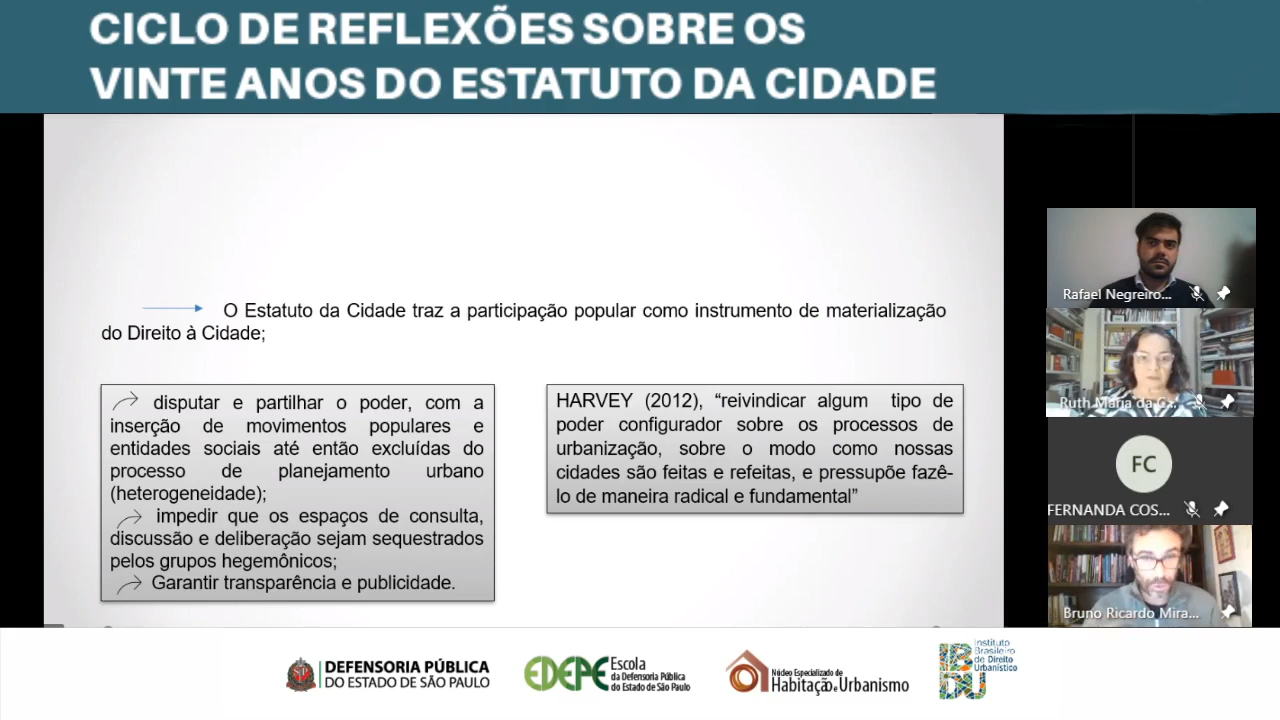 CICLO DE REFLEXÕES SOBRE OS
VINTE ANOS DO ESTATUTO DA CIDADE
O Estatuto da Cidade traz a participação popular como instrumento de materialização
do Direito à Cidade;
disputar e partilhar o poder, com a
inserção de movimentos populares e
entidades sociais até então excluídas do
processo de planejamento urbano
(heterogeneidade);
impedir que os espaços de consulta,
discussão e deliberação sejam sequestrados
pelos grupos hegemônicos;
Garantir transparência e publicidade.
HARVEY (2012), “reivindicar algum tipo de
poder configurador sobre os processos de
urbanização, sobre o modo como nossas
cidades são feitas e refeitas, e pressupõe fazê-
lo de maneira radical e fundamental”
Rafael Negreiro...
Ruth Maria da C...
FC
FERNANDA COS...
Bruno Ricardo Mira...
DEFENSORIA PÚBLICA
DO ESTADO DE SÃO PAULO
EDEPE
Escola
da Defensoria Pública
do Estado de São Paulo
Núcleo Especializado de
Habitação e Urbanismo
IBDU
Instituto
Brasileiro
de Direito
Urbanístico